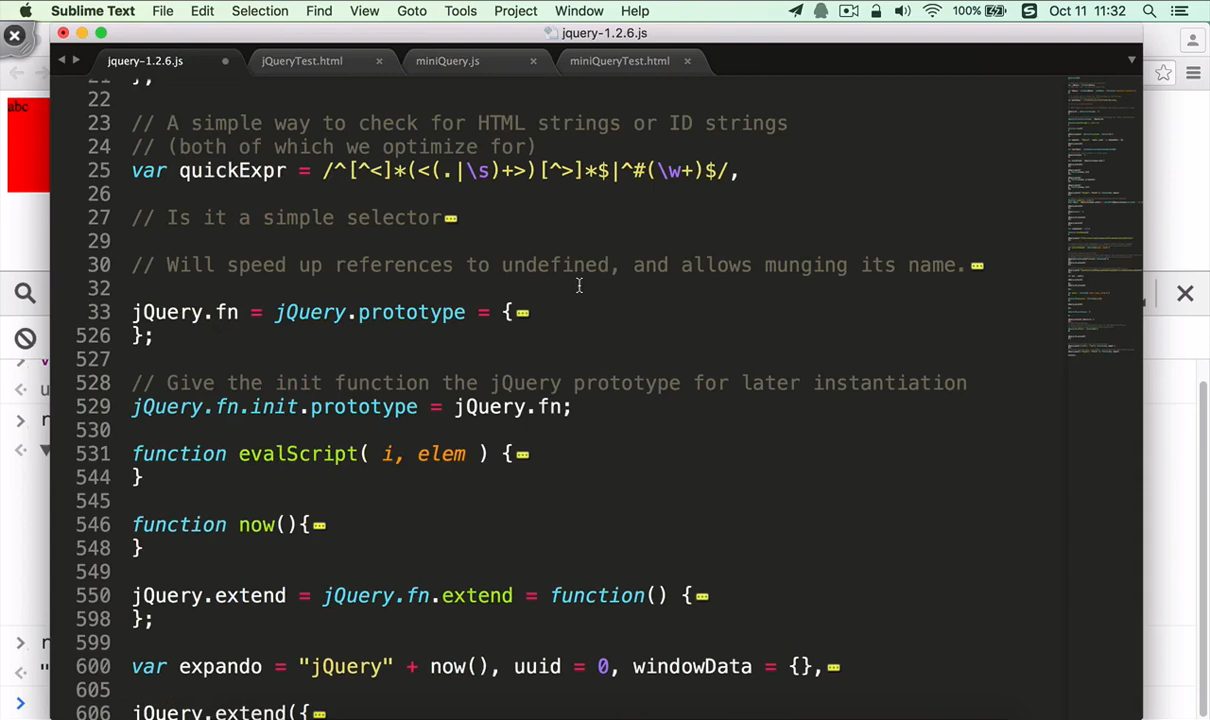 Sublime Text File Edit Selection Find View Goto Tools Project Window Help 100% Oct 11 11:32
jquery-1.2.6.js
jquery-1.2.6.js jQueryTest.html miniQuery.js miniQueryTest.html
abc
21 };
22
23 // A simple way to check for HTML strings or ID strings
24 // (both of which we optimize for)
25 var quickExpr = /^[^<]*(<(.|\s)+>)[^>]*$|^#(\w+)$/,
26
27 // Is it a simple selector
29
30 // Will speed up references to undefined, and allows munging its name.
32
33 jQuery.fn = jQuery.prototype = {
526 };
527
528 // Give the init function the jQuery prototype for later instantiation
529 jQuery.fn.init.prototype = jQuery.fn;
530
531 function evalScript( i, elem ) {
544 }
545
546 function now(){
548 }
549
550 jQuery.extend = jQuery.fn.extend = function() {
598 };
599
600 var expando = "jQuery" + now(), uuid = 0, windowData = {},
605
606 jQuery.extend({